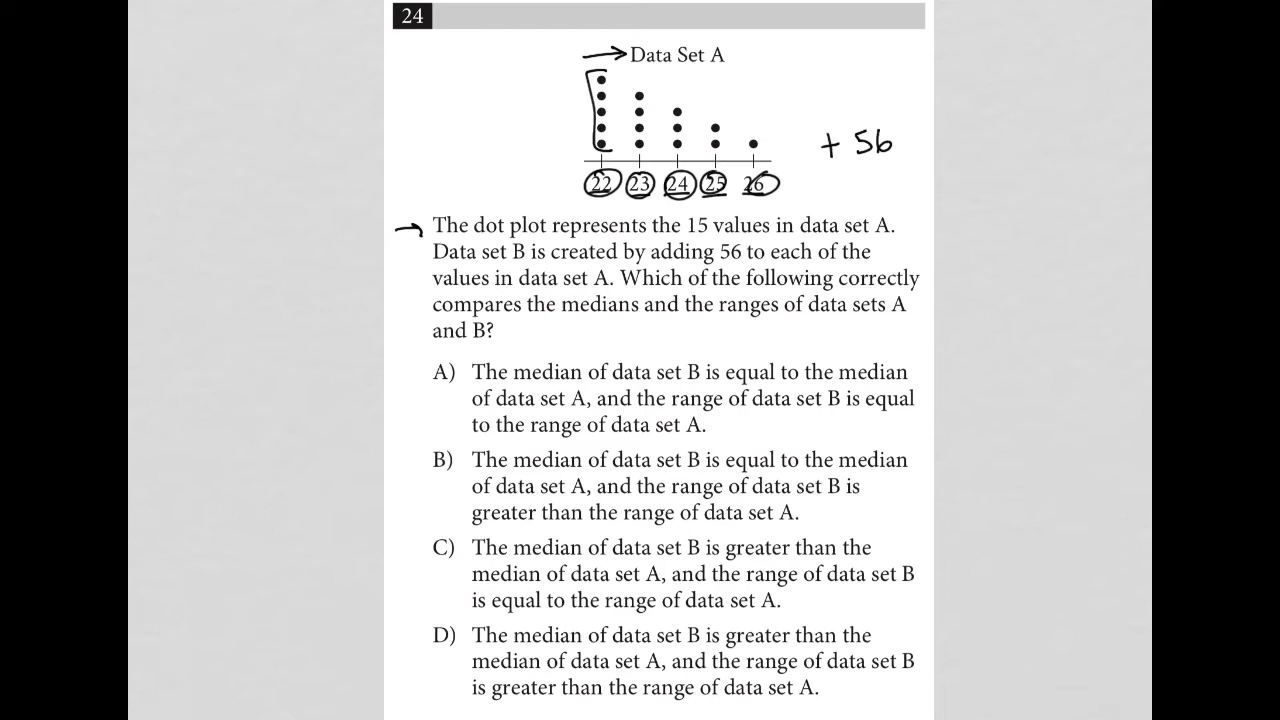 24
Data Set A
+ 56
22 23 24 25 26
The dot plot represents the 15 values in data set A.
Data set B is created by adding 56 to each of the
values in data set A. Which of the following correctly
compares the medians and the ranges of data sets A
and B?
A) The median of data set B is equal to the median
of data set A, and the range of data set B is equal
to the range of data set A.
B) The median of data set B is equal to the median
of data set A, and the range of data set B is
greater than the range of data set A.
C) The median of data set B is greater than the
median of data set A, and the range of data set B
is equal to the range of data set A.
D) The median of data set B is greater than the
median of data set A, and the range of data set B
is greater than the range of data set A.